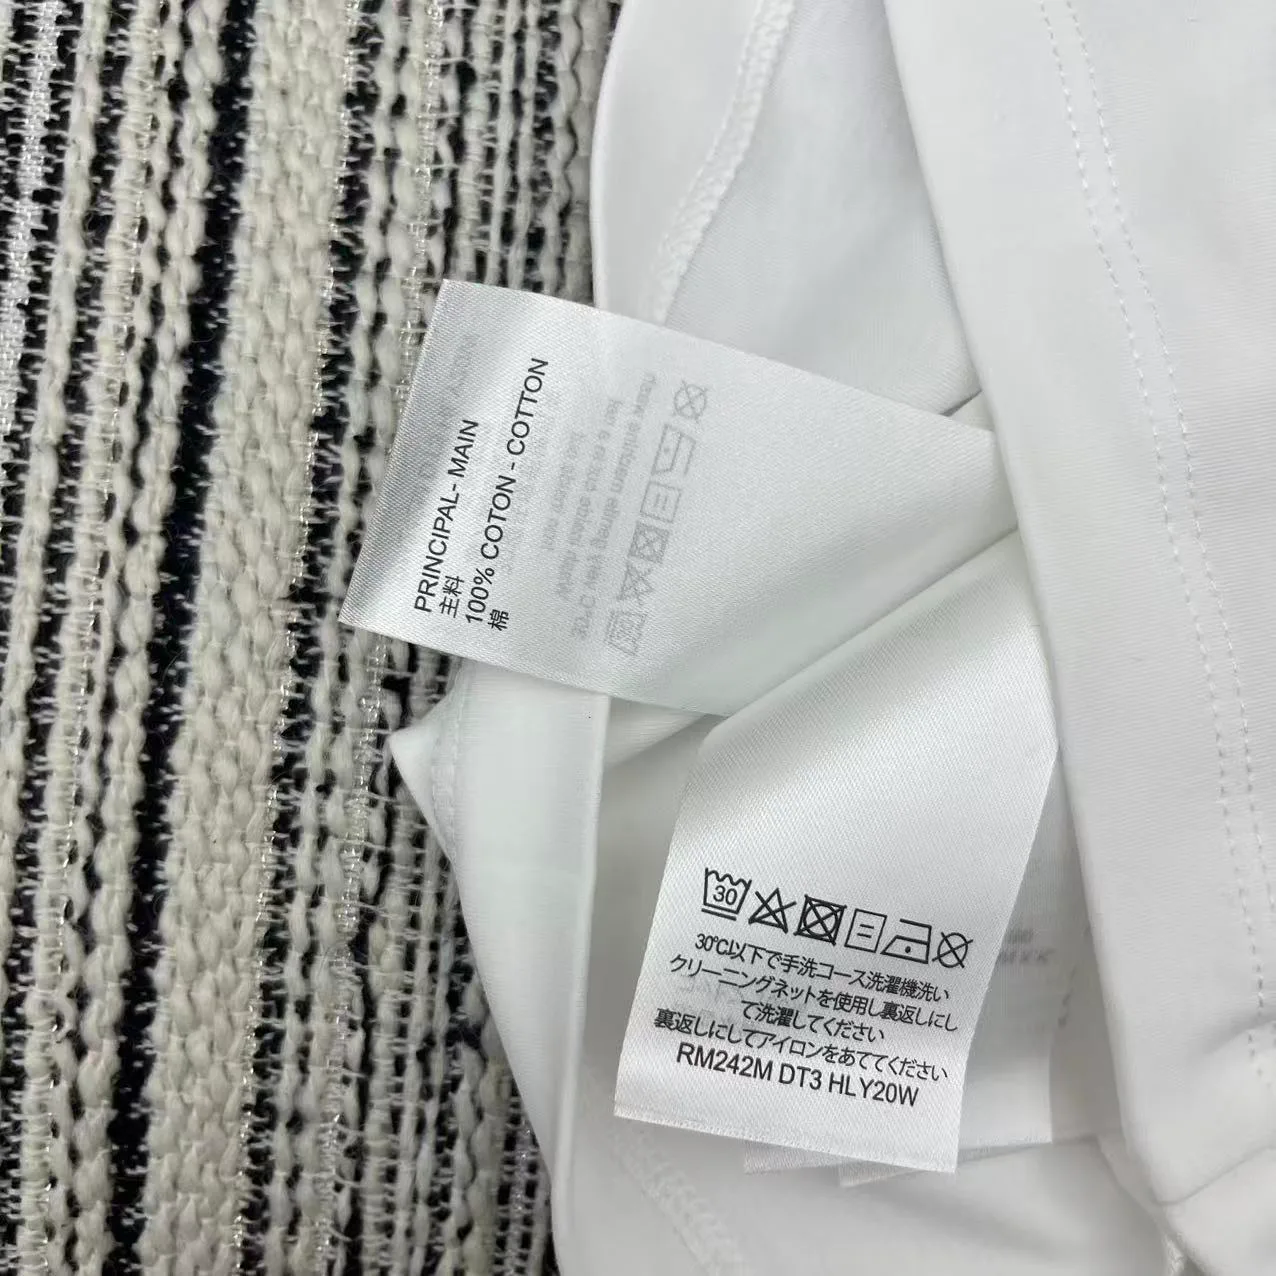 PRINCIPAL- MAIN
主料
100% COTON - COTTON
棉
30
30℃以下で手洗コース洗濯機洗い
クリーニングネットを使用し裏返しにし
て洗濯してください
裏返しにしてアイロンをあててください
RM242M DT3 HLY20W